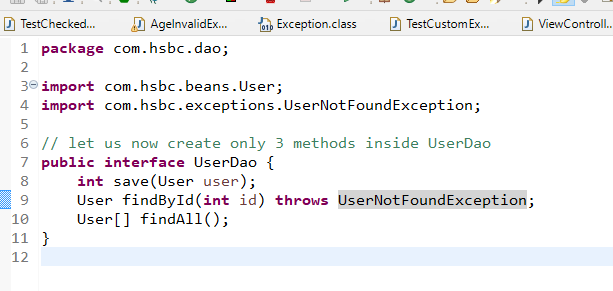 TestChecked... AgeInvalidEx... Exception.class TestCustomEx... ViewControll
1 package com.hsbc.dao;
2
3 import com.hsbc.beans.User;
4 import com.hsbc.exceptions.UserNotFoundException;
5
6 // let us now create only 3 methods inside UserDao
7 public interface UserDao {
8 int save(User user);
9 User findById(int id) throws UserNotFoundException;
10 User[] findAll();
11 }
12